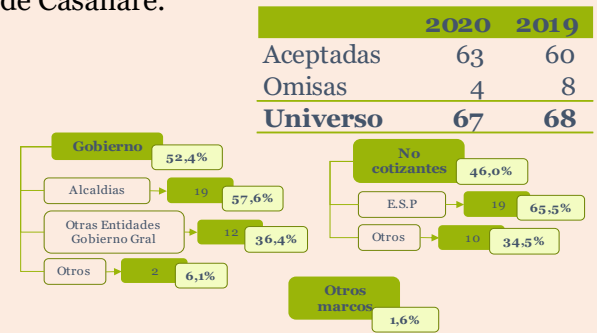 de Casanare.
2020 2019
Aceptadas 63 60
Omisas 4 8
Universo 67 68
Gobierno
52,4%
Alcaldias 19 57,6%
Otras Entidades
Gobierno Gral
12 36,4%
Otros 2 6,1%
No
cotizantes
46,0%
E.S.P 19 65,5%
Otros 10 34,5%
Otros
marcos
1,6%